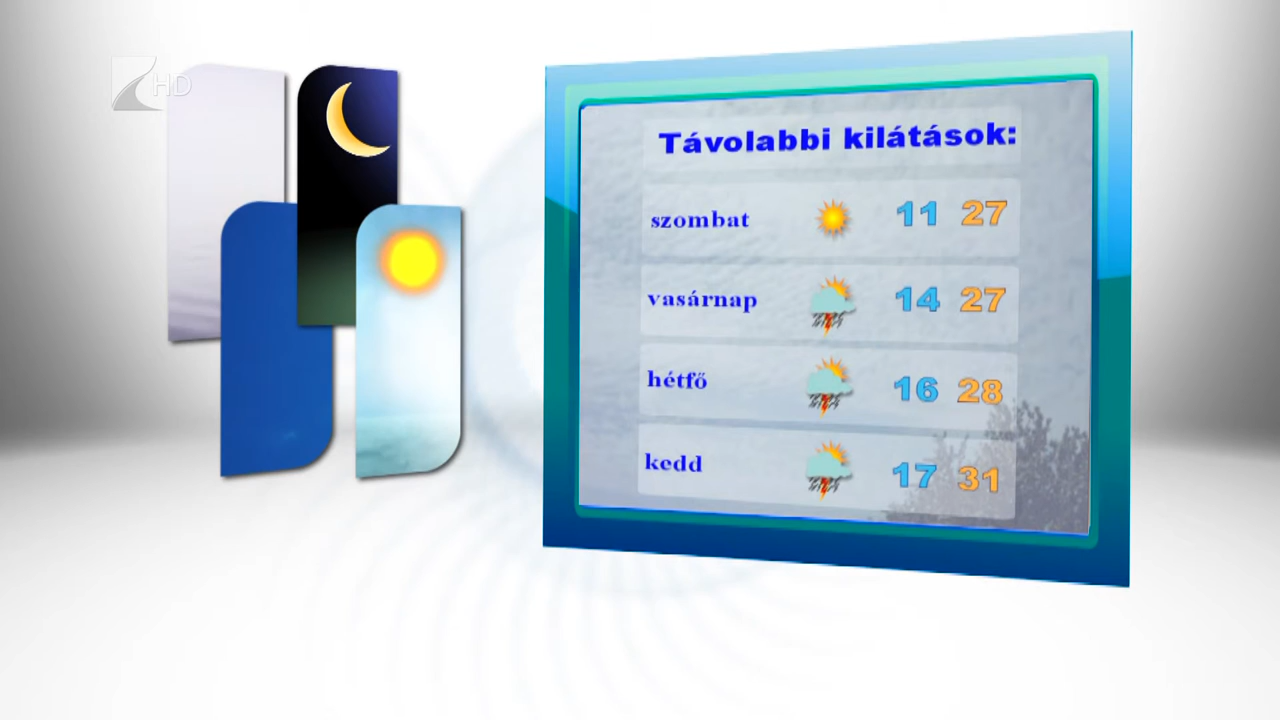 HD
Távolabbi kilátások:
szombat 11 27
vasárnap 14 27
hétfő 16 28
kedd 17 31